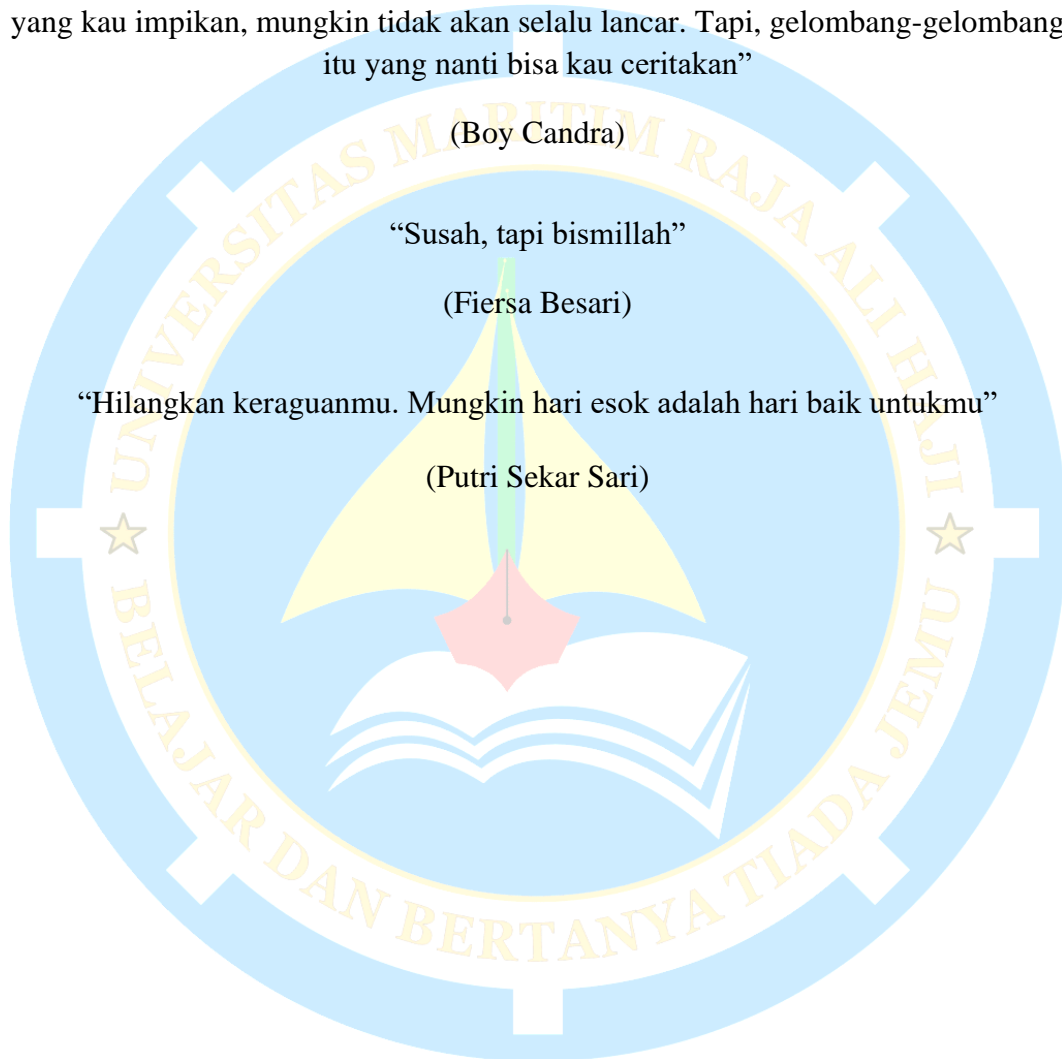 yang kau impikan, mungkin tidak akan selalu lancar. Tapi, gelombang-gelombang
itu yang nanti bisa kau ceritakan”
(Boy Candra)
“Susah, tapi bismillah”
(Fiersa Besari)
“Hilangkan keraguanmu. Mungkin hari esok adalah hari baik untukmu”
(Putri Sekar Sari)
UNIVERSITAS MARITIM RAJA ALI HAJI
BELAJAR DAN BERTANYA TIADA JEMU